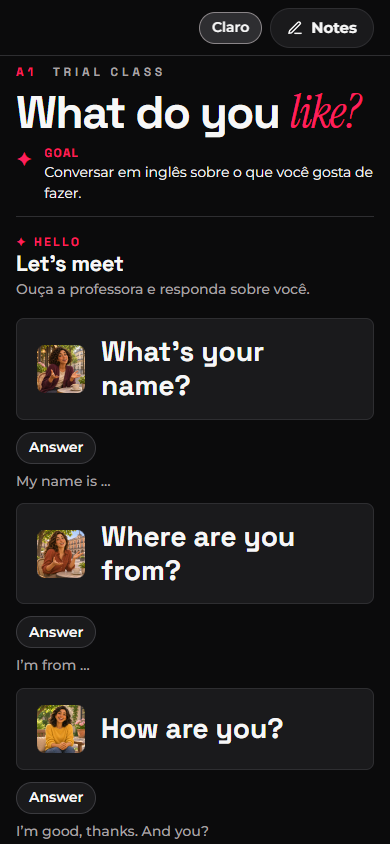 Claro
Notes
A1 TRIAL CLASS
What do you like?
GOAL
Conversar em inglês sobre o que você gosta de
fazer.
HELLO
Let's meet
Ouça a professora e responda sobre você.
What's your
name?
Answer
My name is ...
Where are you
from?
Answer
I'm from ...
How are you?
Answer
I'm good, thanks. And you?